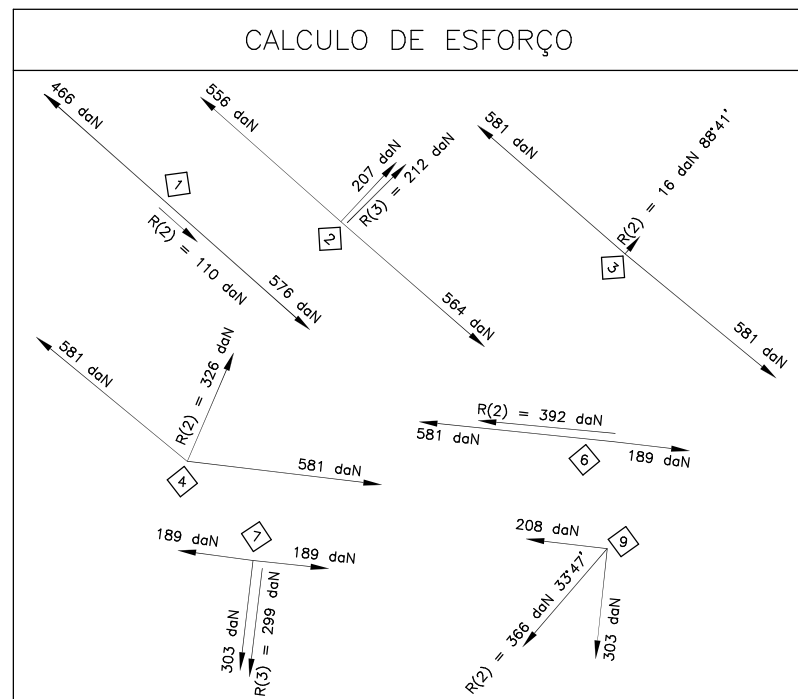 CALCULO DE ESFORÇO
466 daN
1
R(2) = 110 daN
576 daN
556 daN
207 daN
R(3) = 212 daN
2
564 daN
581 daN
R(2) = 16 daN 88°41'
3
581 daN
581 daN
R(2) = 326 daN
581 daN
4
R(2) = 392 daN
581 daN
189 daN
6
7
189 daN
189 daN
303 daN
R(3) = 299 daN
208 daN
9
R(2) = 366 daN 33°47'
303 daN